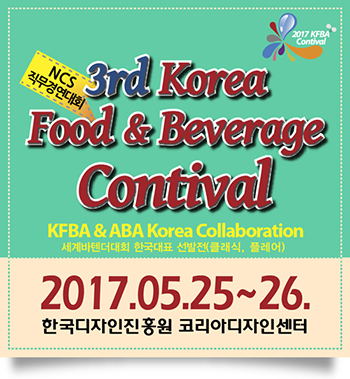 2017 KFBA
Contival
NCS
직무경연대회
3rd Korea
Food & Beverage
Contival
KFBA & ABA Korea Collaboration
세계바텐더대회 한국대표 선발전(클래식, 플레어)
2017.05.25~26.
한국디자인진흥원 코리아디자인센터